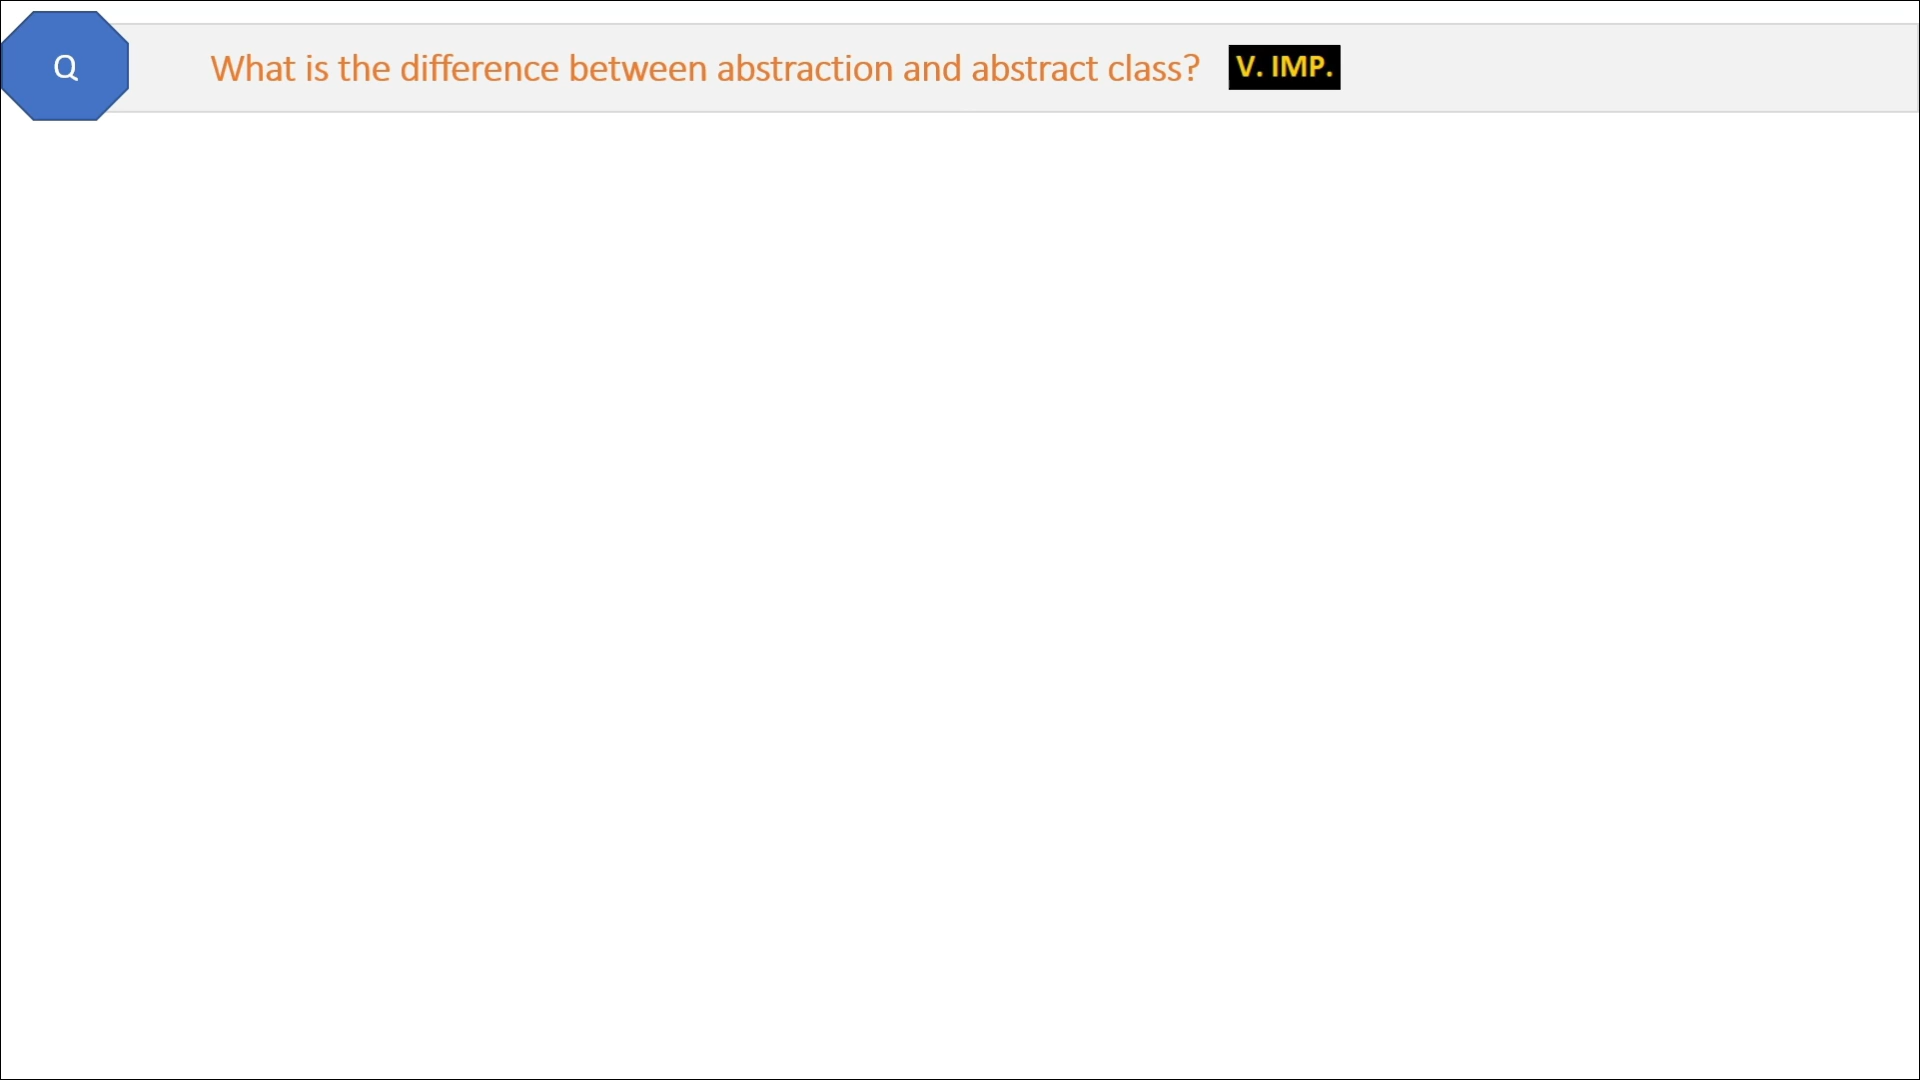 Q What is the difference between abstraction and abstract class? V. IMP.